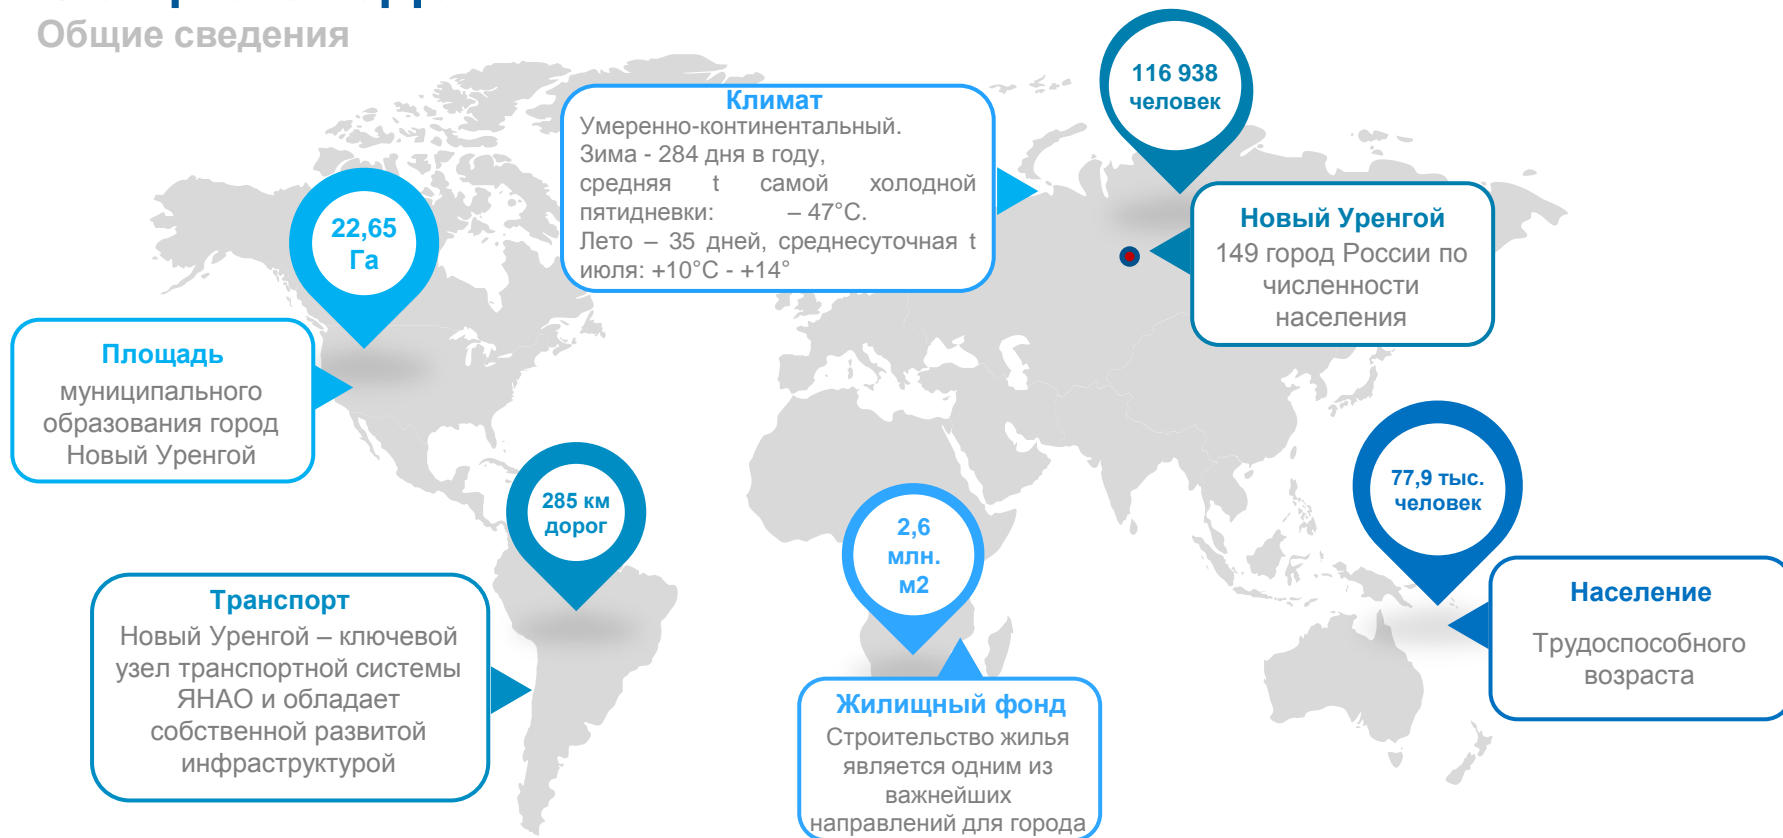 Общие сведения
116 938
человек
Климат
Умеренно-континентальный.
Зима - 284 дня в году,
средняя t самой холодной
пятидневки: – 47°С.
Лето – 35 дней, среднесуточная t
июля: +10°С - +14°
22,65
Га
Новый Уренгой
149 город России по
численности
населения
Площадь
муниципального
образования город
Новый Уренгой
285 км
дорог
2,6
млн.
м2
77,9 тыс.
человек
Транспорт
Новый Уренгой – ключевой
узел транспортной системы
ЯНАО и обладает
собственной развитой
инфраструктурой
Жилищный фонд
Строительство жилья
является одним из
важнейших
направлений для города
Население
Трудоспособного
возраста